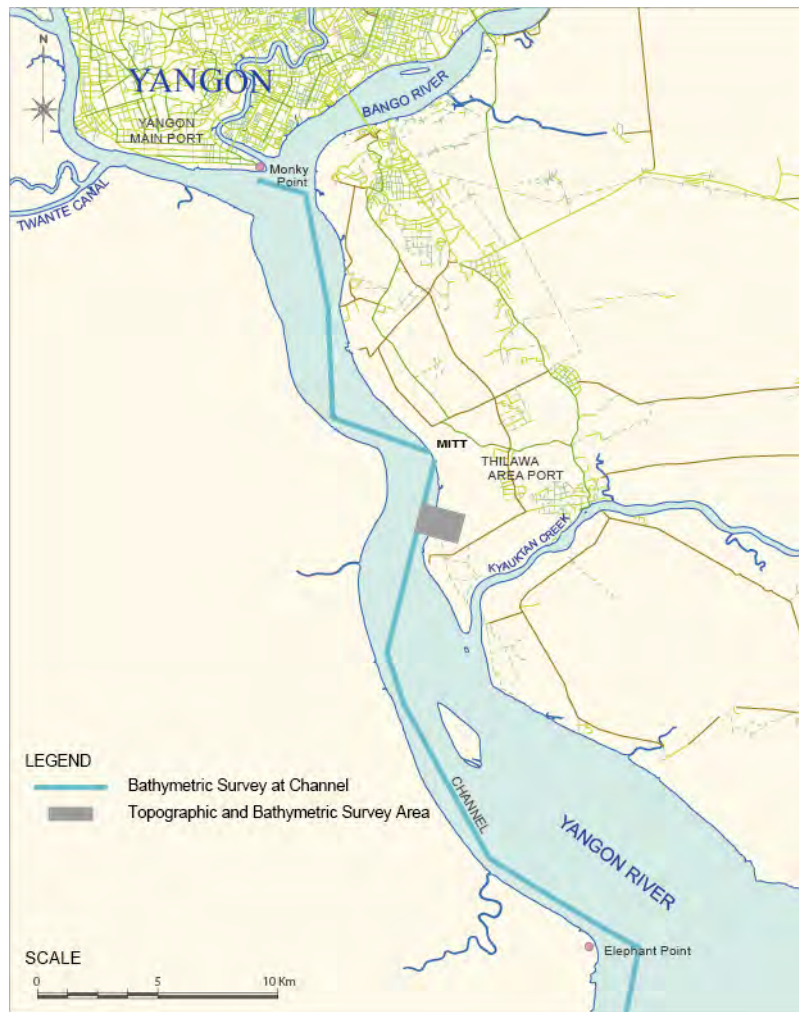 N
YANGON
YANGON
MAIN PORT
BANGO RIVER
Monky
Point
TWANTE CANAL
MITT
THILAWA
AREA PORT
KYAUKTAN CREEK
LEGEND
Bathymetric Survey at Channel
Topographic and Bathymetric Survey Area
CHANNEL
YANGON RIVER
Elephant Point
SCALE
0 5 10 Km